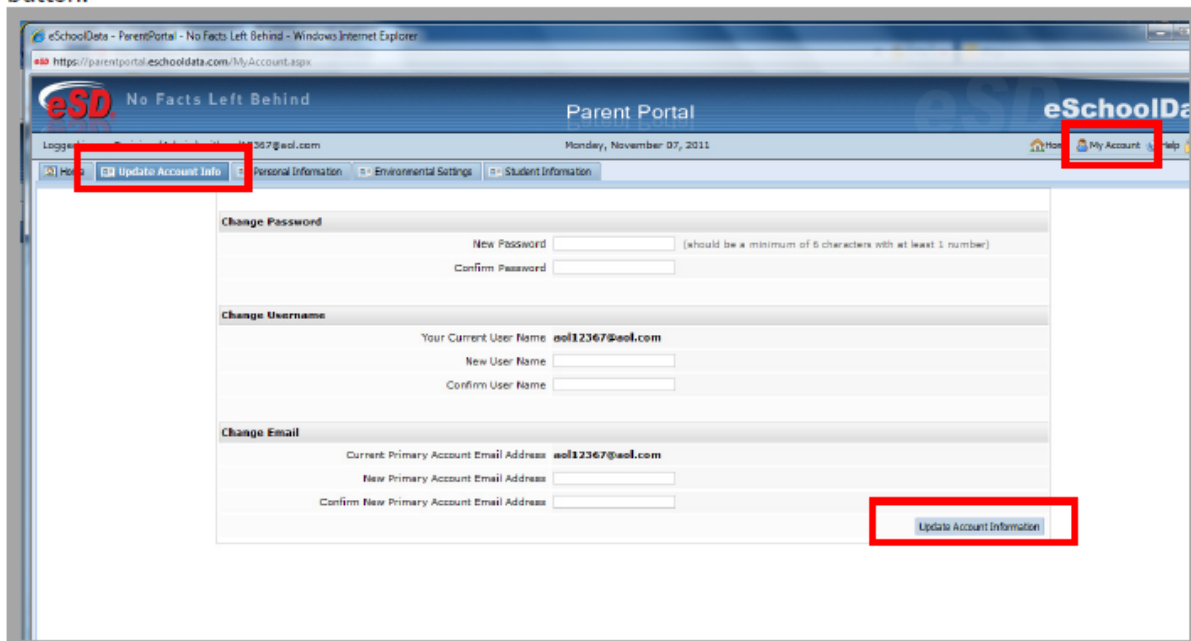 button.
eSchoolData - ParentPortal - No Facts Left Behind - Windows Internet Explorer
https://parentportal.eschooldata.com/MyAccount.aspx
eSD No Facts Left Behind
Parent Portal
eSchoolDa
367@aol.com Monday, November 07, 2011 My Account
Update Account Info Personal Information Environmental Settings Student Information
Change Password
New Password (should be a minimum of 6 characters with at least 1 number)
Confirm Password
Change Username
Your Current User Name aol12367@aol.com
New User Name
Confirm User Name
Change Email
Current Primary Account Email Address aol12367@aol.com
New Primary Account Email Address
Confirm New Primary Account Email Address
Update Account Information